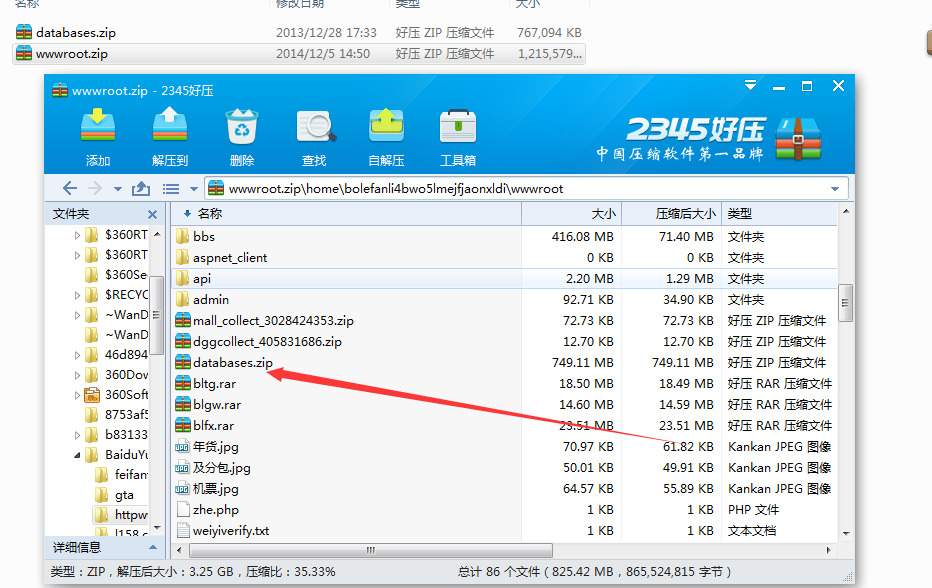 名称 修改日期 类型 大小
databases.zip 2013/12/28 17:33 好压 ZIP 压缩文件 767,094 KB
wwwroot.zip 2014/12/5 14:50 好压 ZIP 压缩文件 1,215,579...
wwwroot.zip - 2345好压
2345好压
中国压缩软件第一品牌
添加 解压到 删除 查找 自解压 工具箱
wwwroot.zip\home\bolefanli4bwo5lmejfjaonxldi\wwwroot
文件夹
$360RT
$360RT
$360Se
$RECYC
~WanD
~WanD
46d894
360Dow
360Soft
8753af5
b83133
BaiduYu
feifan
gta
httpw
l158.c
详细信息
名称 大小 压缩后大小 类型
bbs 416.08 MB 71.40 MB 文件夹
aspnet_client 0 KB 0 KB 文件夹
api 2.20 MB 1.29 MB 文件夹
admin 92.71 KB 34.90 KB 文件夹
mall_collect_3028424353.zip 72.73 KB 72.73 KB 好压 ZIP 压缩文件
dggcollect_405831686.zip 12.70 KB 12.70 KB 好压 ZIP 压缩文件
databases.zip 749.11 MB 749.11 MB 好压 ZIP 压缩文件
bltg.rar 18.50 MB 18.49 MB 好压 RAR 压缩文件
blgw.rar 14.60 MB 14.59 MB 好压 RAR 压缩文件
blfx.rar 23.51 MB 23.51 MB 好压 RAR 压缩文件
年货.jpg 70.97 KB 61.82 KB Kankan JPEG 图像
及分包.jpg 50.01 KB 49.91 KB Kankan JPEG 图像
机票.jpg 64.57 KB 55.89 KB Kankan JPEG 图像
zhe.php 1 KB 1 KB PHP 文件
weiyiverify.txt 1 KB 1 KB 文本文档
类型：ZIP，解压后大小：3.25 GB，压缩比：35.33%
总计 86 个文件（825.42 MB，865,524,815 字节）